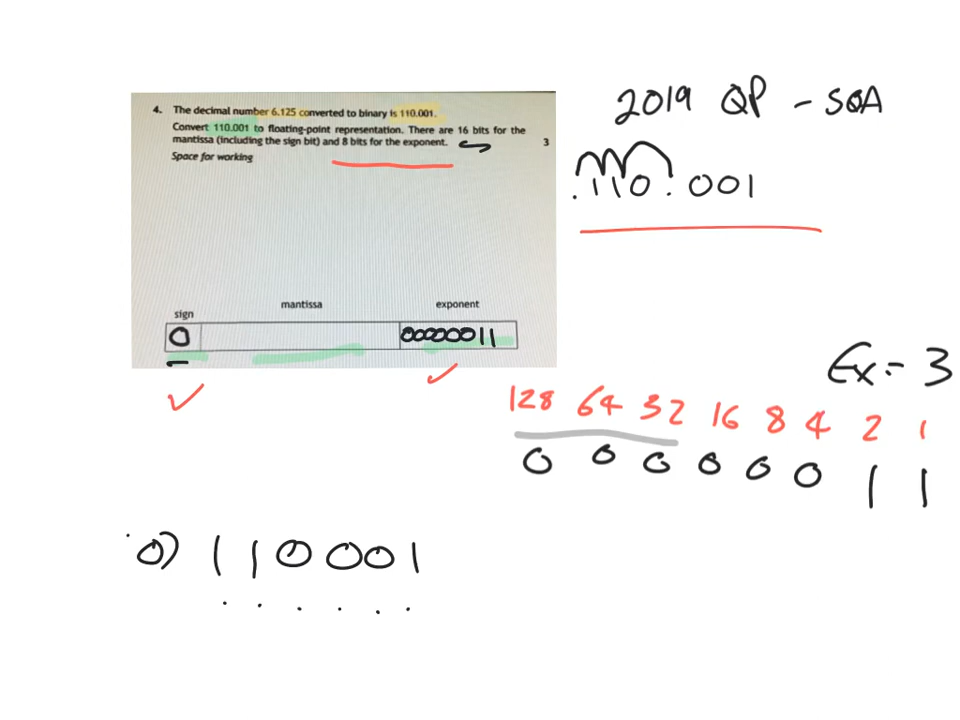 2019 QP - SQA
4. The decimal number 6.125 converted to binary is 110.001.
Convert 110.001 to floating-point representation. There are 16 bits for the
mantissa (including the sign bit) and 8 bits for the exponent.
3
Space for working
.110.001
sign mantissa exponent
0 00000011
Ex = 3
128 64 32 16 8 4 2 1
0 0 0 0 0 0 1 1
0) 110001